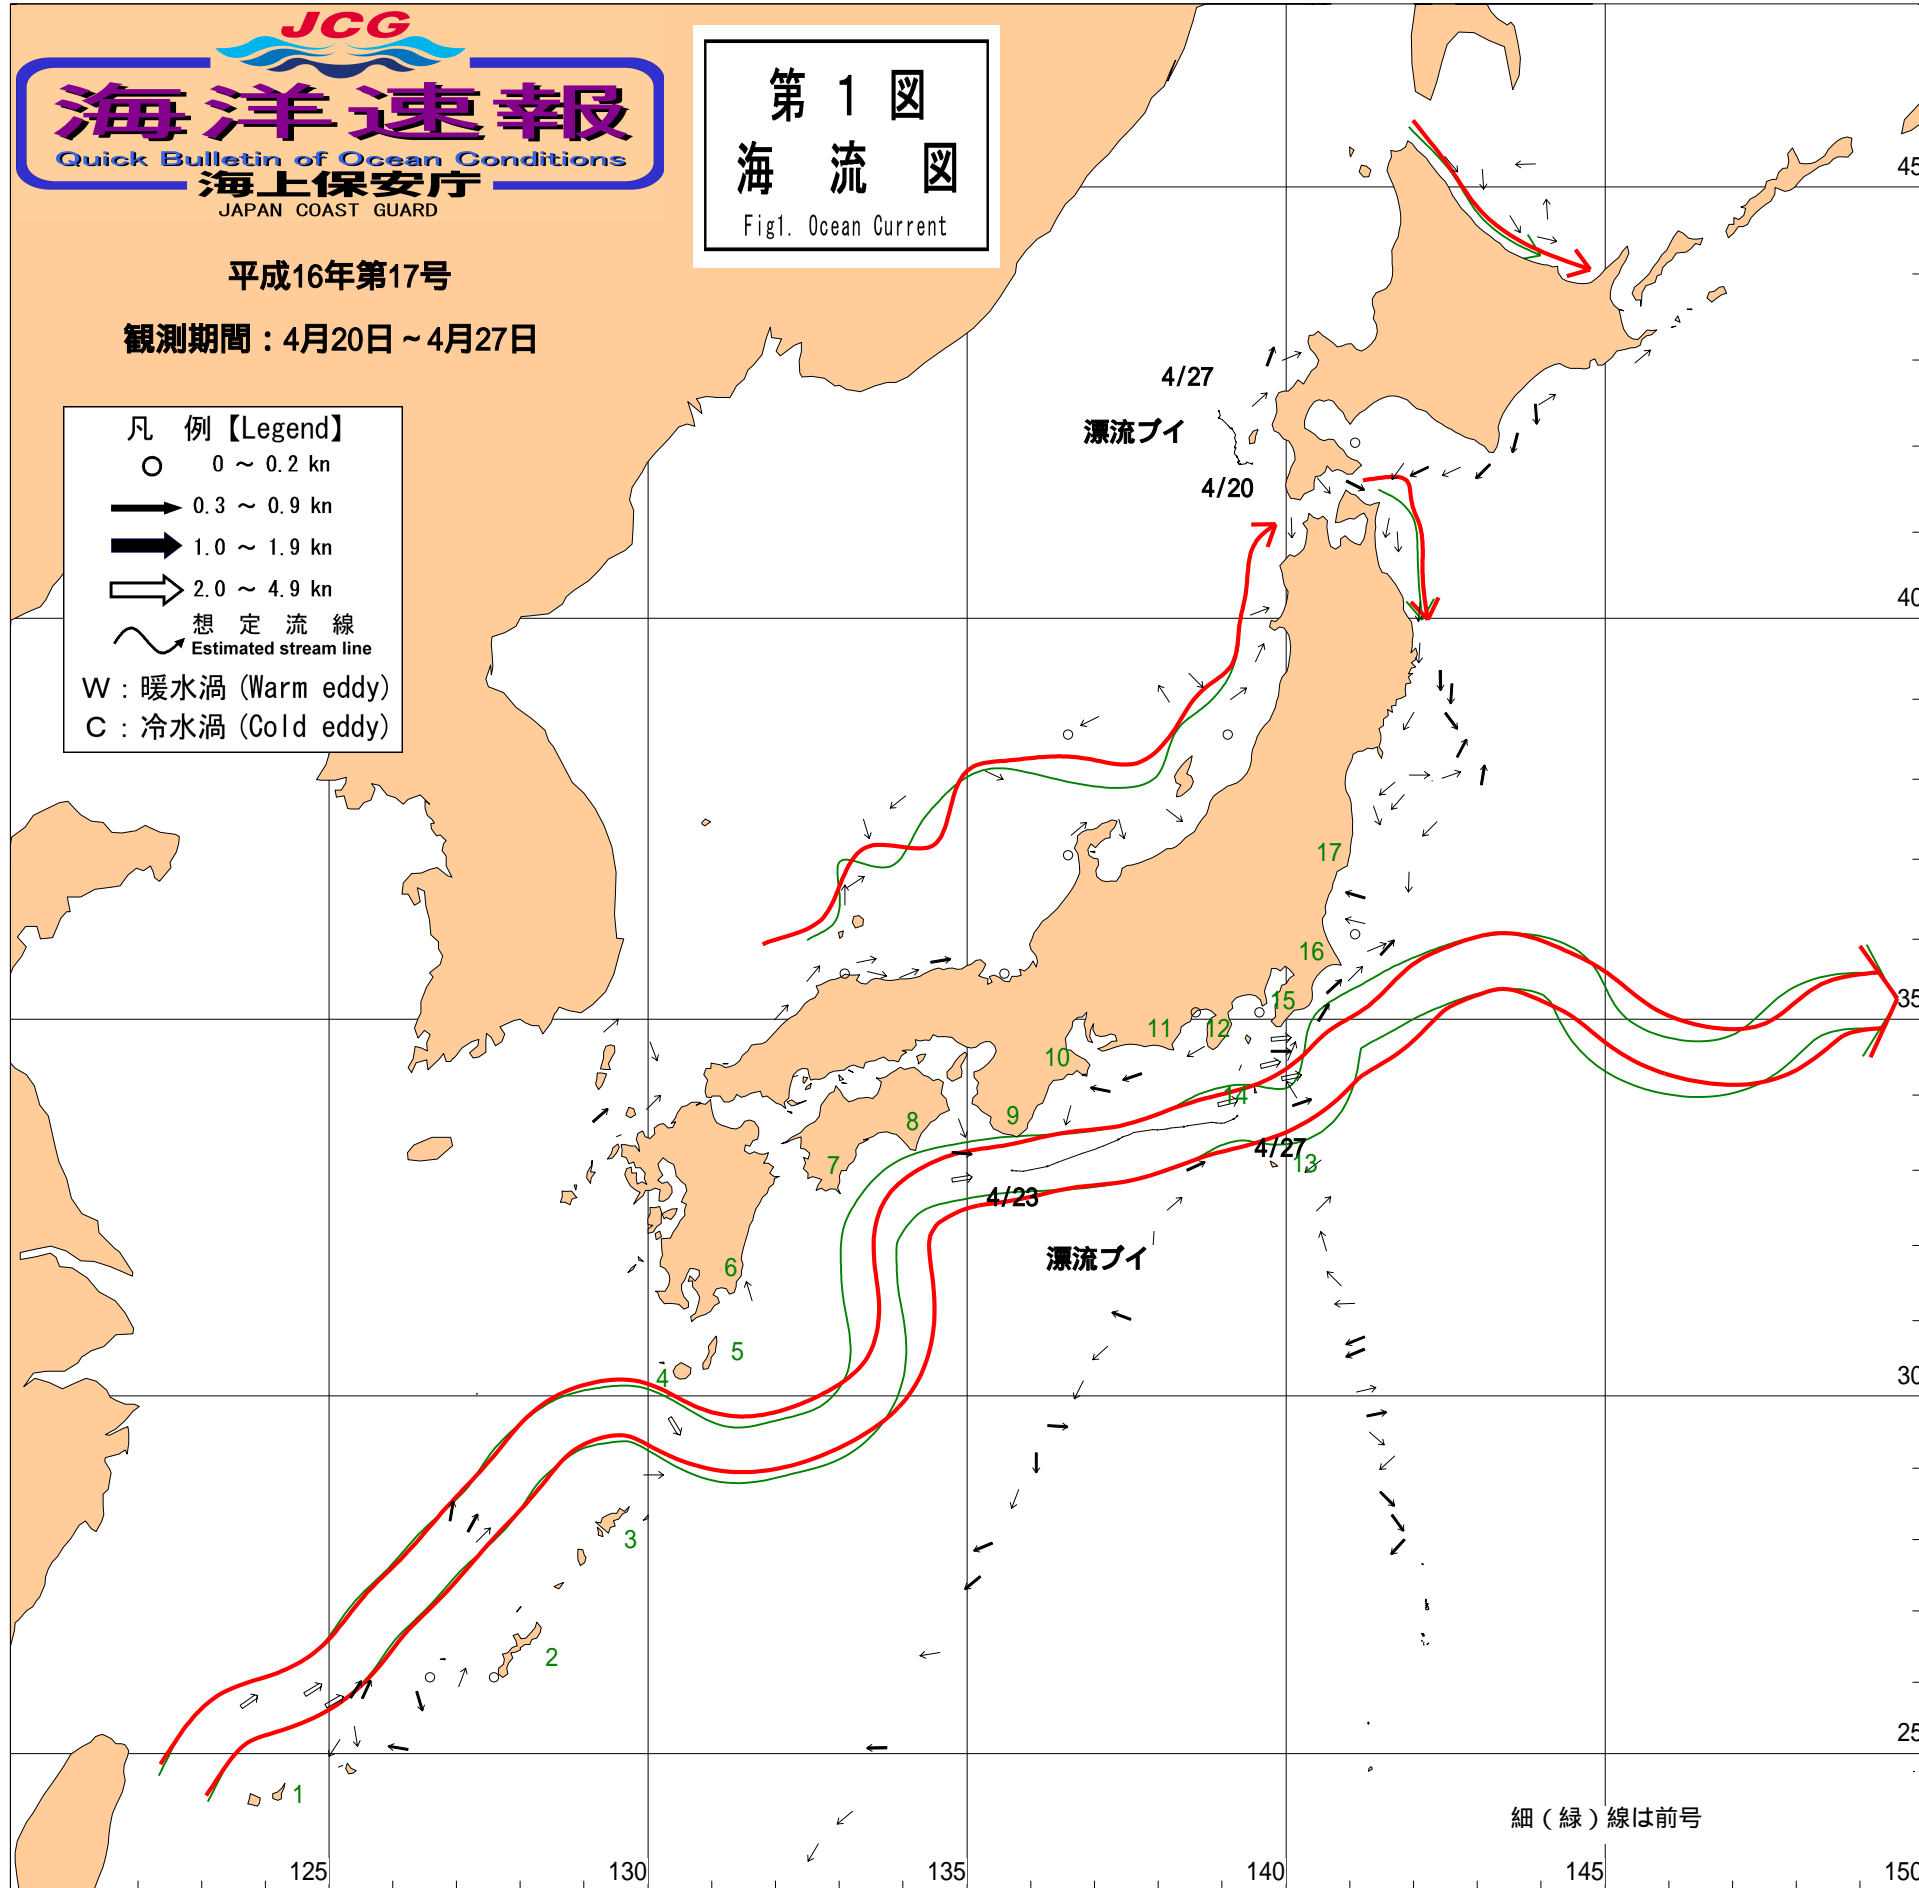 JCG
海洋速報
Quick Bulletin of Ocean Conditions
海上保安庁
JAPAN COAST GUARD
平成16年第17号
観測期間：4月20日～4月27日
第 1 図
海 流 図
Fig1. Ocean Current
凡 例【Legend】
0 ～ 0.2 kn
0.3 ～ 0.9 kn
1.0 ～ 1.9 kn
2.0 ～ 4.9 kn
想 定 流 線
Estimated stream line
W：暖水渦 (Warm eddy)
C：冷水渦 (Cold eddy)
45
4/27
漂流ブイ
4/20
40
17
16
15
35
11
12
10
14
9
8
7
4/27
13
4/23
漂流ブイ
6
5
4
30
3
2
25
1
細（緑）線は前号
125
130
135
140
145
150